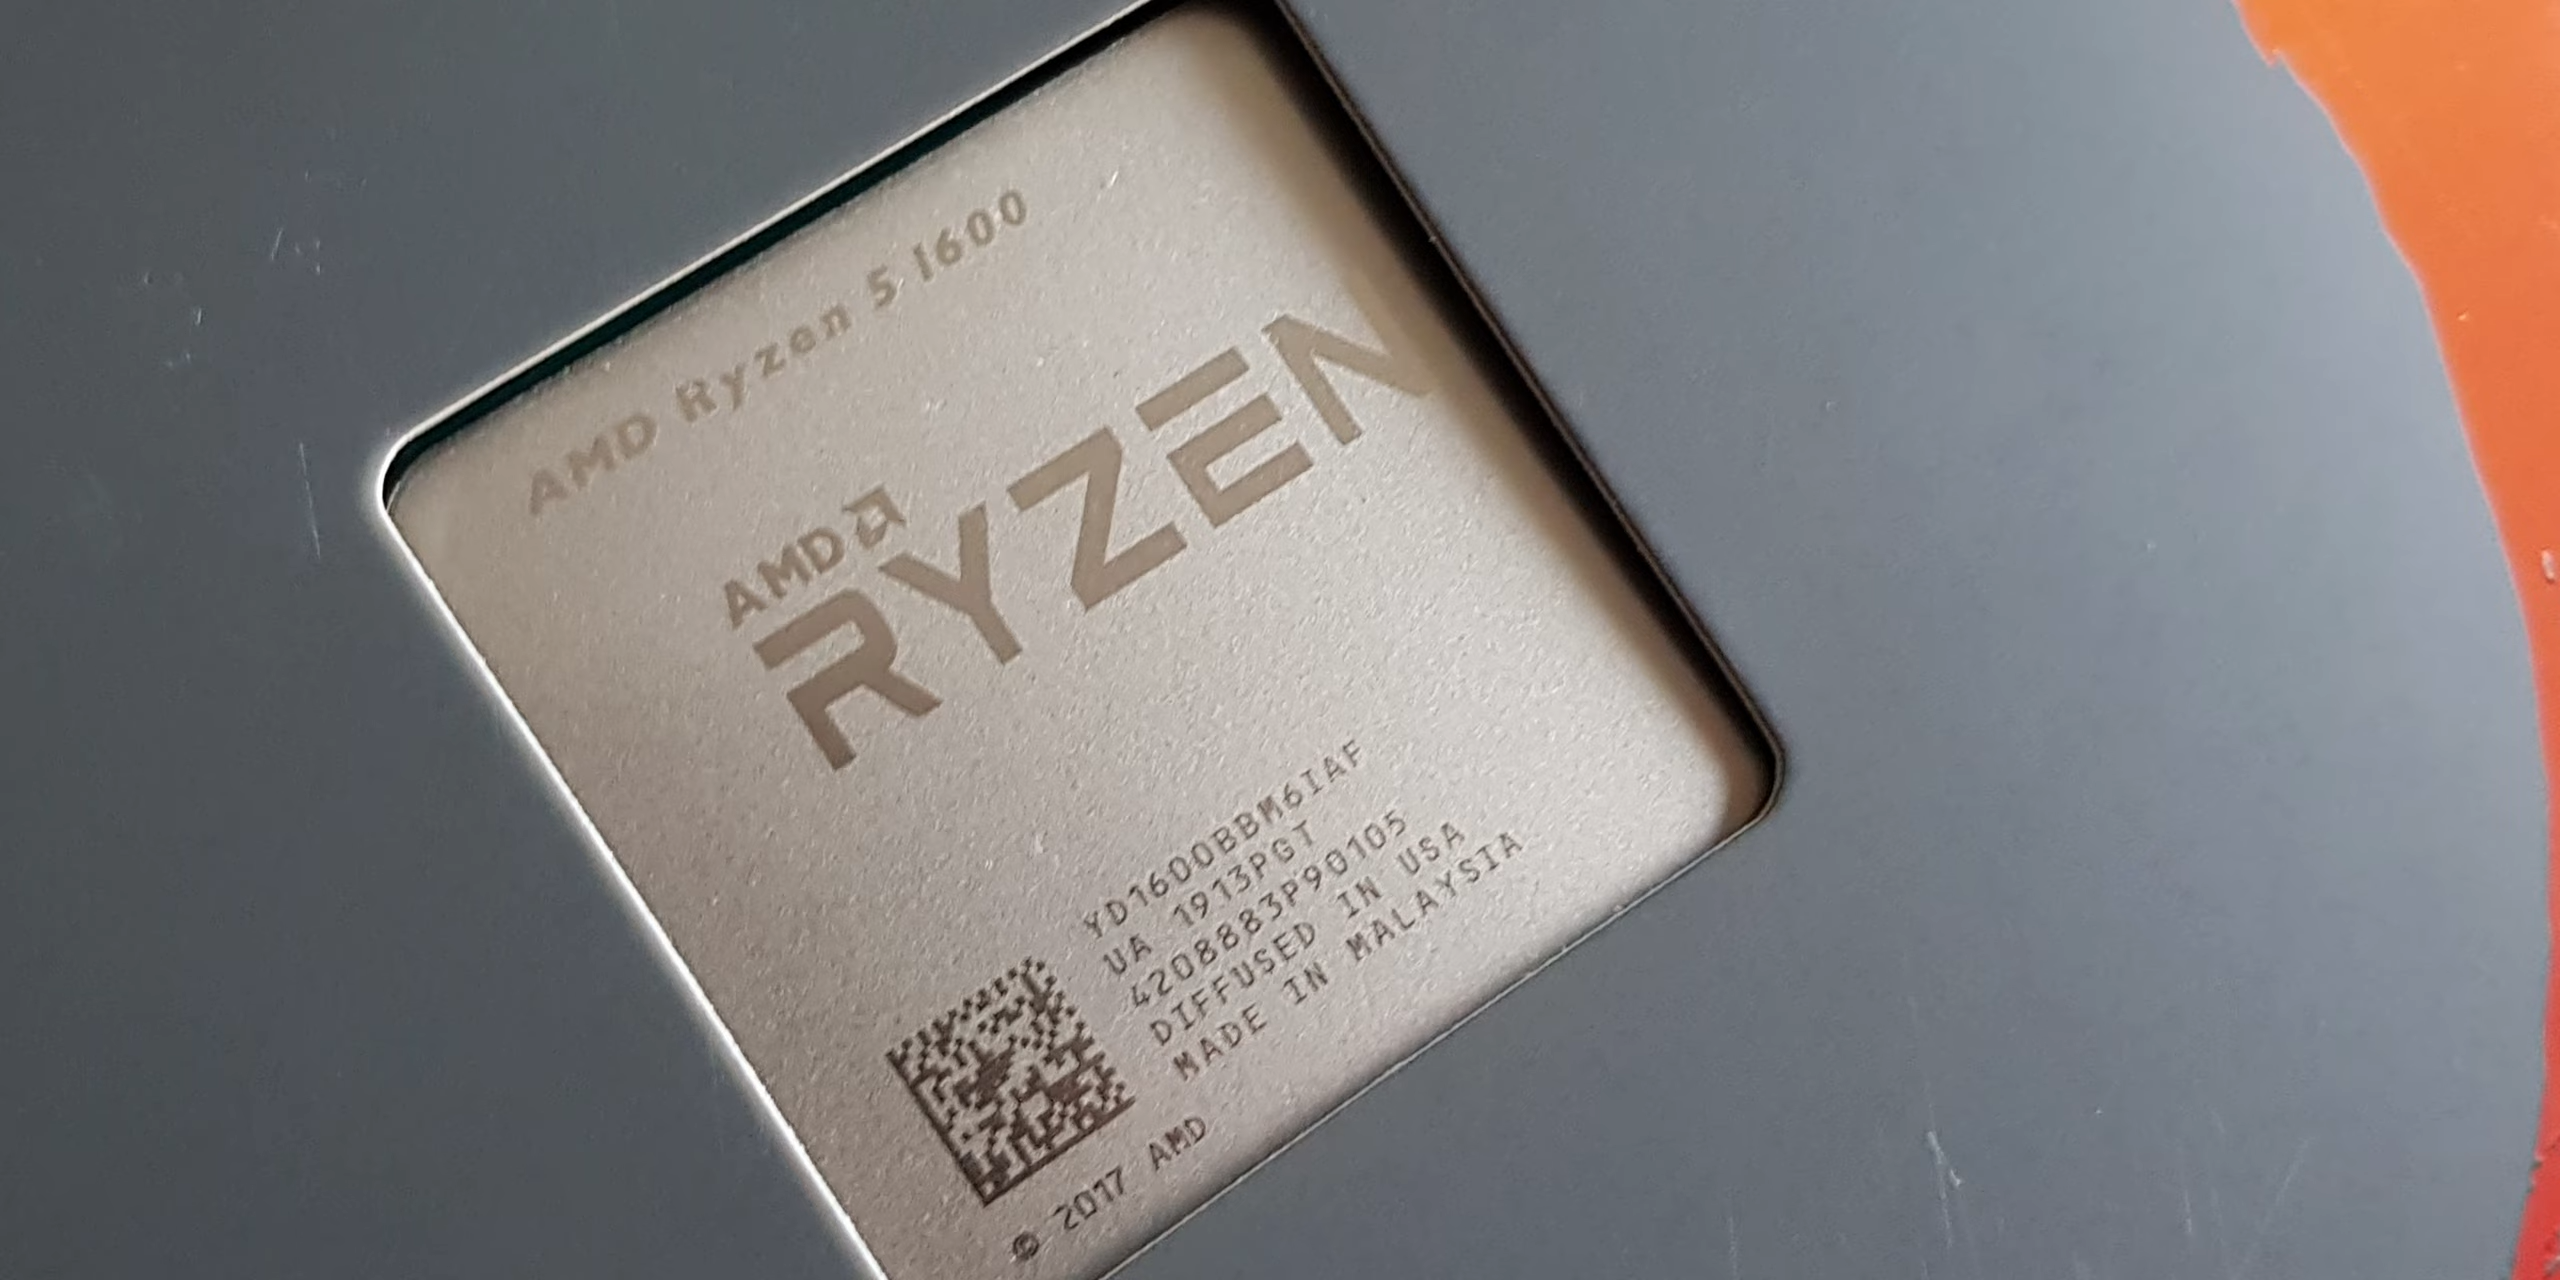 AMD Ryzen 5 1600
AMD
RYZEN
YD1600BBM6IAF
UA 1913PGT
4208883P90105
DIFFUSED IN USA
MADE IN MALAYSIA
© 2017 AMD